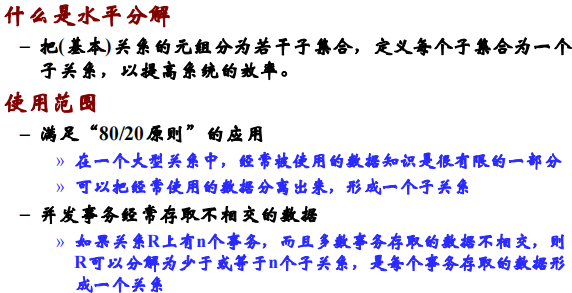 什么是水平分解
– 把(基本)关系的元组分为若干子集合，定义每个子集合为一个
子关系，以提高系统的效率。
使用范围
– 满足“80/20原则”的应用
» 在一个大型关系中，经常被使用的数据知识是很有限的一部分
» 可以把经常使用的数据分离出来，形成一个子关系
– 并发事务经常存取不相交的数据
» 如果关系R上有n个事务，而且多数事务存取的数据不相交，则
R可以分解为少于或等于n个子关系，是每个事务存取的数据形
成一个关系